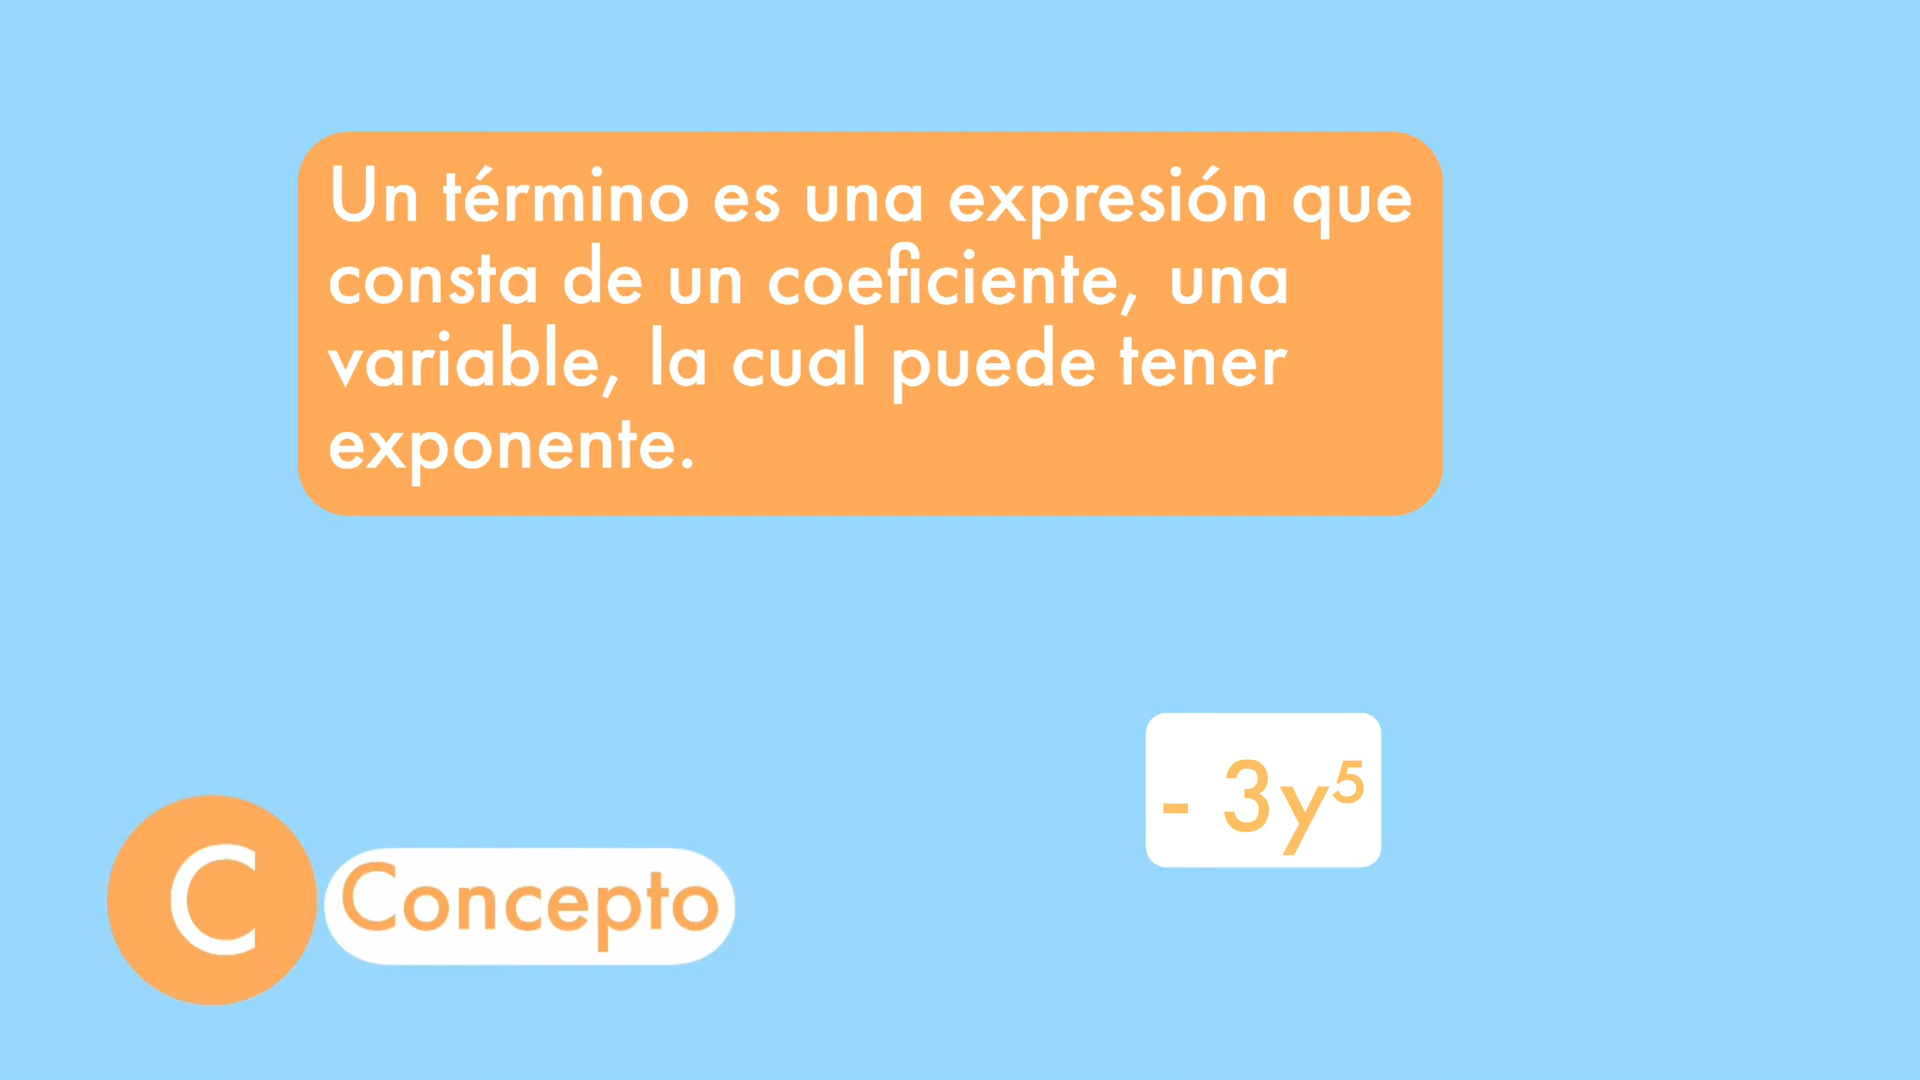 Un término es una expresión que
consta de un coeficiente, una
variable, la cual puede tener
exponente.
- 3y⁵
C Concepto